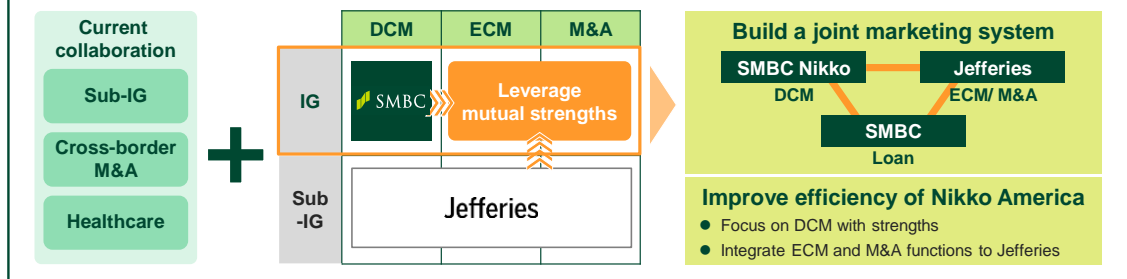 Current
collaboration
Sub-IG
Cross-border
M&A
Healthcare
DCM
ECM
M&A
IG
SMBC
Leverage
mutual strengths
Sub
-IG
Jefferies
Build a joint marketing system
SMBC Nikko
DCM
Jefferies
ECM/ M&A
SMBC
Loan
Improve efficiency of Nikko America
● Focus on DCM with strengths
● Integrate ECM and M&A functions to Jefferies